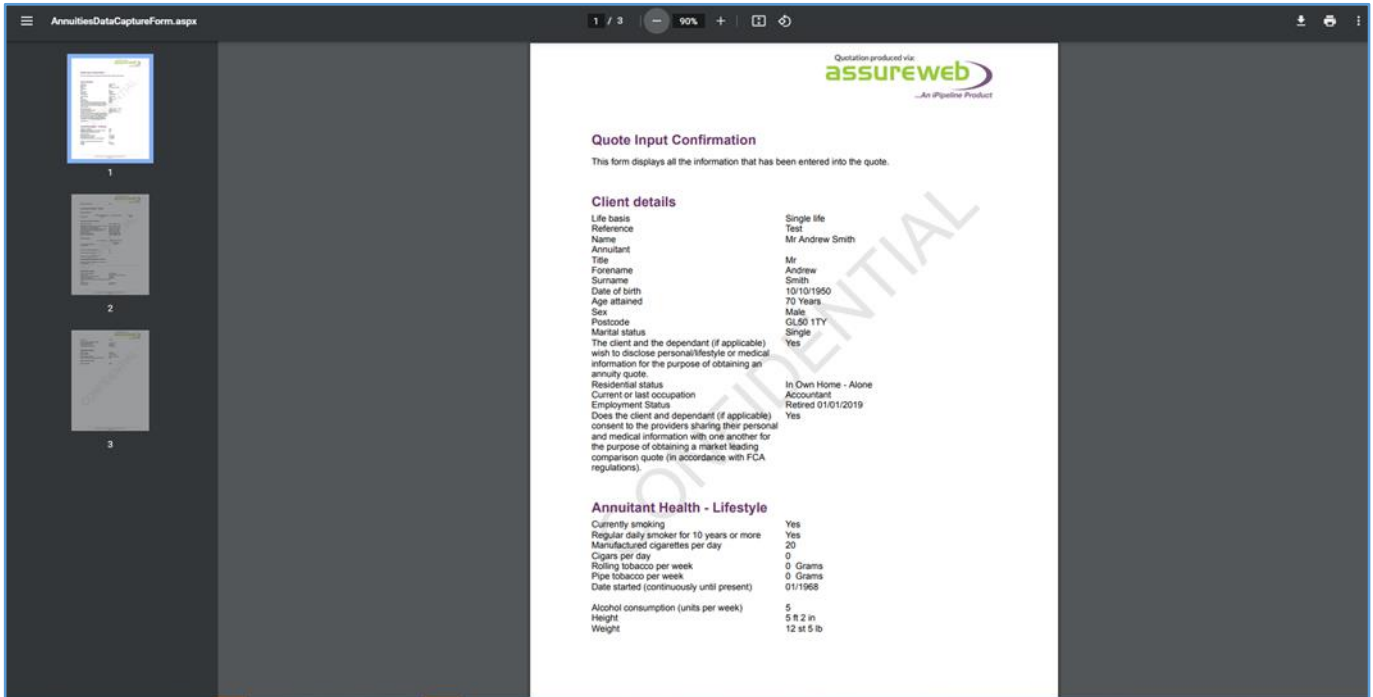 AnnuitiesDataCaptureForm.aspx
1 / 3
90%
1
2
3
Quotation produced via:
assureweb
...An iPipeline Product
Quote Input Confirmation
This form displays all the information that has been entered into the quote.
Client details
Life basis Single life
Reference Test
Name Mr Andrew Smith
Annuitant
Title Mr
Forename Andrew
Surname Smith
Date of birth 10/10/1950
Age attained 70 Years
Sex Male
Postcode GL50 1TY
Marital status Single
The client and the dependant (if applicable) Yes
wish to disclose personal/lifestyle or medical
information for the purpose of obtaining an
annuity quote.
Residential status In Own Home - Alone
Current or last occupation Accountant
Employment Status Retired 01/01/2019
Does the client and dependant (if applicable) Yes
consent to the providers sharing their personal
and medical information with one another for
the purpose of obtaining a market leading
comparison quote (in accordance with FCA
regulations).
CONFIDENTIAL
Annuitant Health - Lifestyle
Currently smoking Yes
Regular daily smoker for 10 years or more Yes
Manufactured cigarettes per day 20
Cigars per day 0
Rolling tobacco per week 0 Grams
Pipe tobacco per week 0 Grams
Date started (continuously until present) 01/1968
Alcohol consumption (units per week) 5
Height 5 ft 2 in
Weight 12 st 5 lb